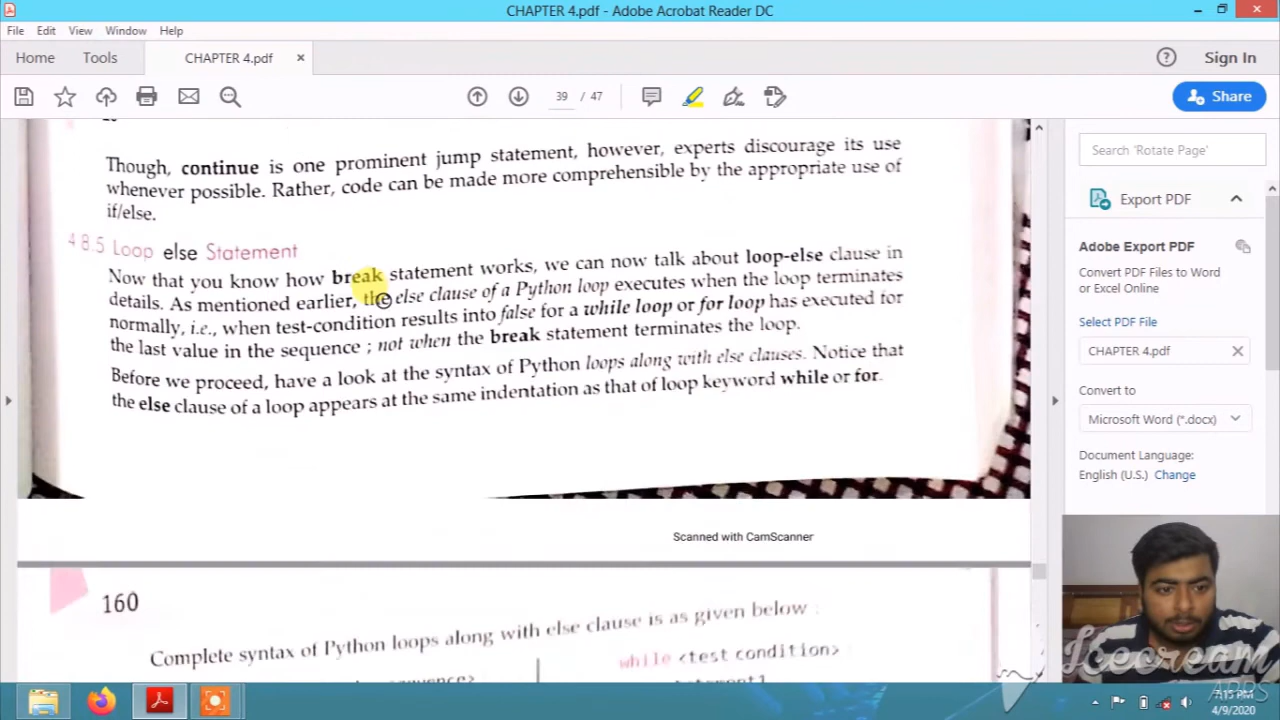 CHAPTER 4.pdf - Adobe Acrobat Reader DC
File Edit View Window Help
Home Tools CHAPTER 4.pdf × Sign In
39 / 47 Share
Though, continue is one prominent jump statement, however, experts discourage its use
whenever possible. Rather, code can be made more comprehensible by the appropriate use of
if/else.
4 8.5 Loop else Statement
Now that you know how break statement works, we can now talk about loop-else clause in
details. As mentioned earlier, the else clause of a Python loop executes when the loop terminates
normally, i.e., when test-condition results into false for a while loop or for loop has executed for
the last value in the sequence ; not when the break statement terminates the loop.
Before we proceed, have a look at the syntax of Python loops along with else clauses. Notice that
the else clause of a loop appears at the same indentation as that of loop keyword while or for.
Scanned with CamScanner
160
Complete syntax of Python loops along with else clause is as given below :
while <test condition>
Search 'Rotate Page'
Export PDF
Adobe Export PDF
Convert PDF Files to Word
or Excel Online
Select PDF File
CHAPTER 4.pdf
Convert to
Microsoft Word (*.docx)
Document Language:
English (U.S.) Change
Icecream
APPS
7:15 PM
4/9/2020